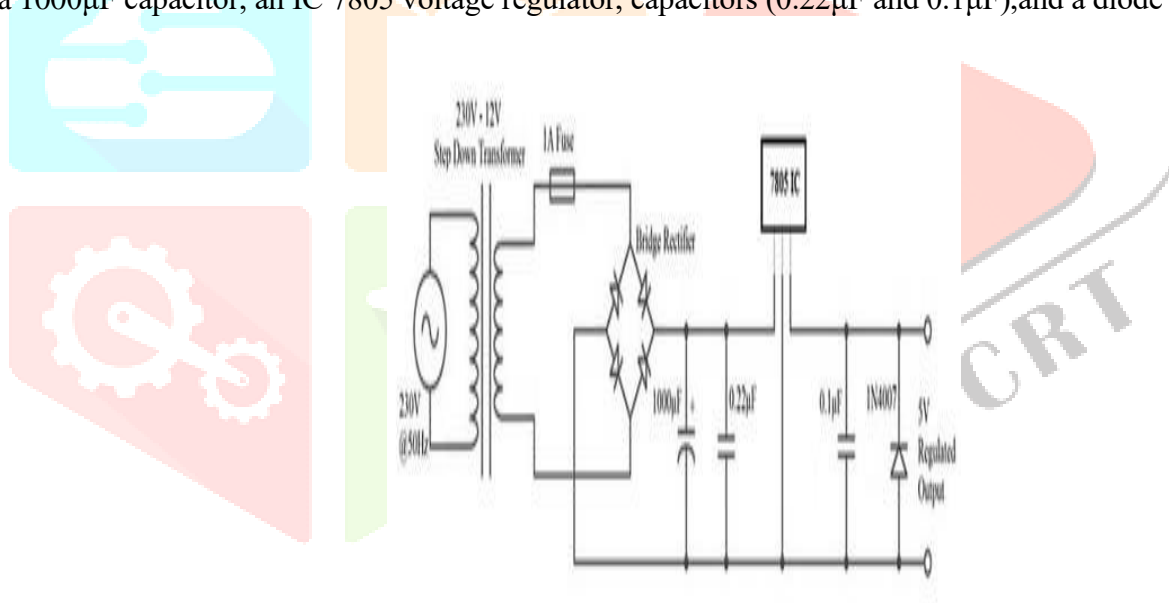 a 1000μF capacitor, an IC 7805 voltage regulator, capacitors (0.22μF and 0.1μF),and a diode
230V - 12V
Step Down Transformer
1A Fuse
7805 IC
Bridge Rectifier
230V
@50Hz
1000μF
+
0.22μF
0.1μF
1N4007
5V
Regulated
Output
CRT